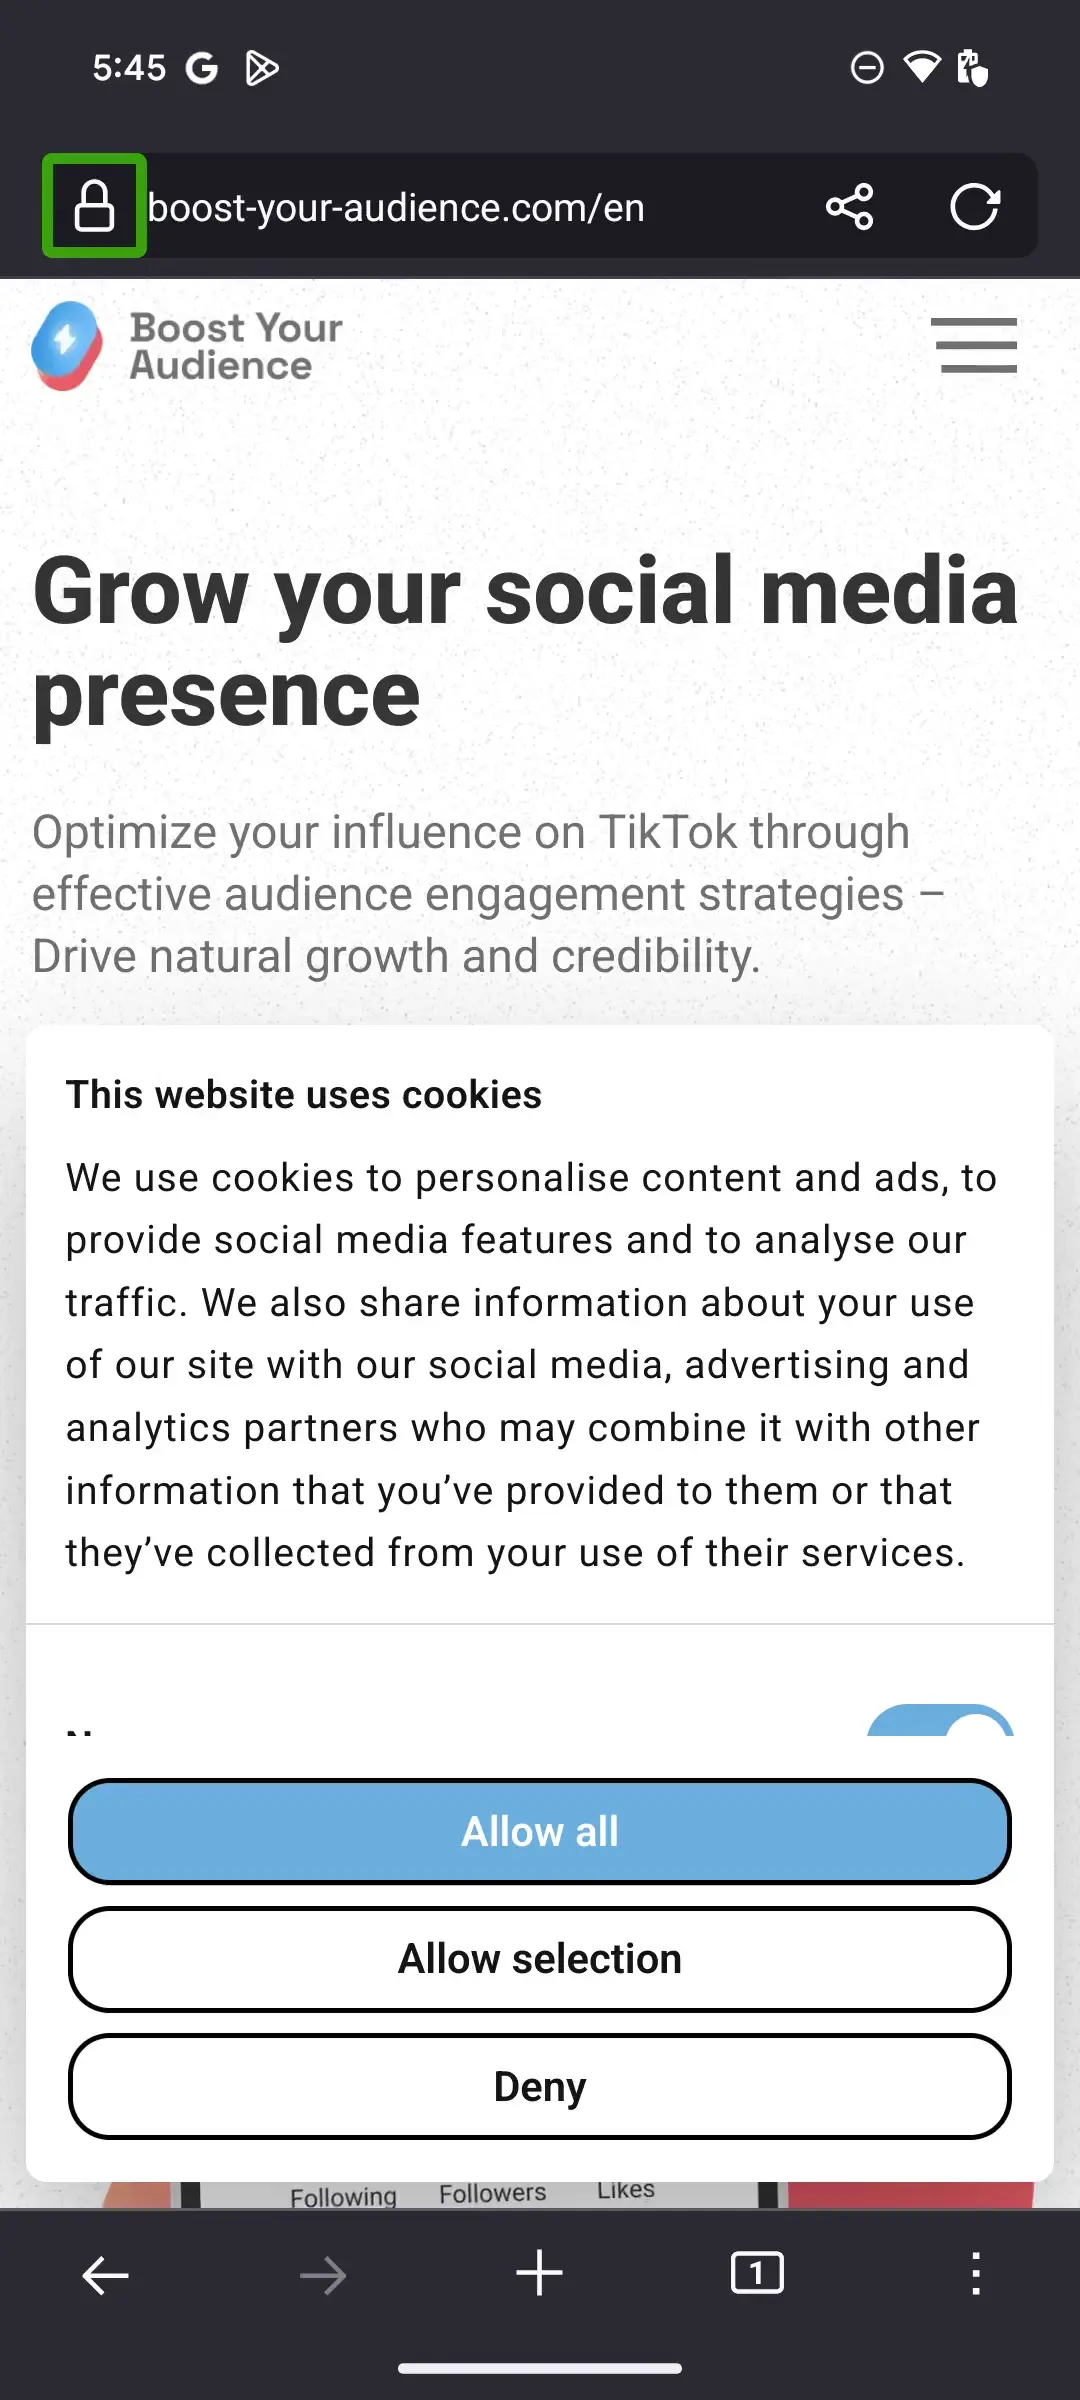 5:45
boost-your-audience.com/en
Boost Your
Audience
Grow your social media
presence
Optimize your influence on TikTok through
effective audience engagement strategies –
Drive natural growth and credibility.
This website uses cookies
We use cookies to personalise content and ads, to
provide social media features and to analyse our
traffic. We also share information about your use
of our site with our social media, advertising and
analytics partners who may combine it with other
information that you’ve provided to them or that
they’ve collected from your use of their services.
Allow all
Allow selection
Deny
Following Followers Likes
1